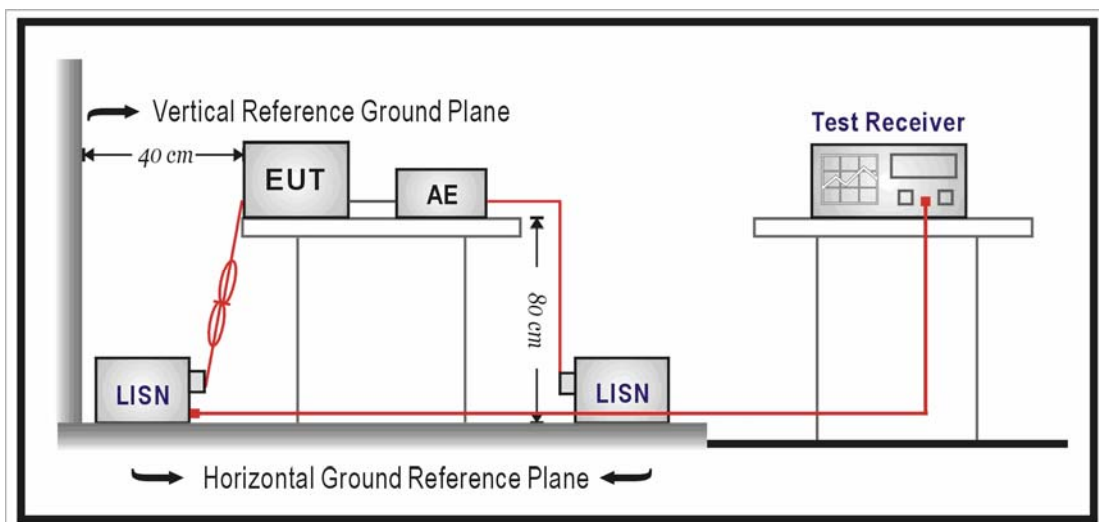 Vertical Reference Ground Plane
Test Receiver
40 cm
EUT
AE
80 cm
LISN
LISN
Horizontal Ground Reference Plane